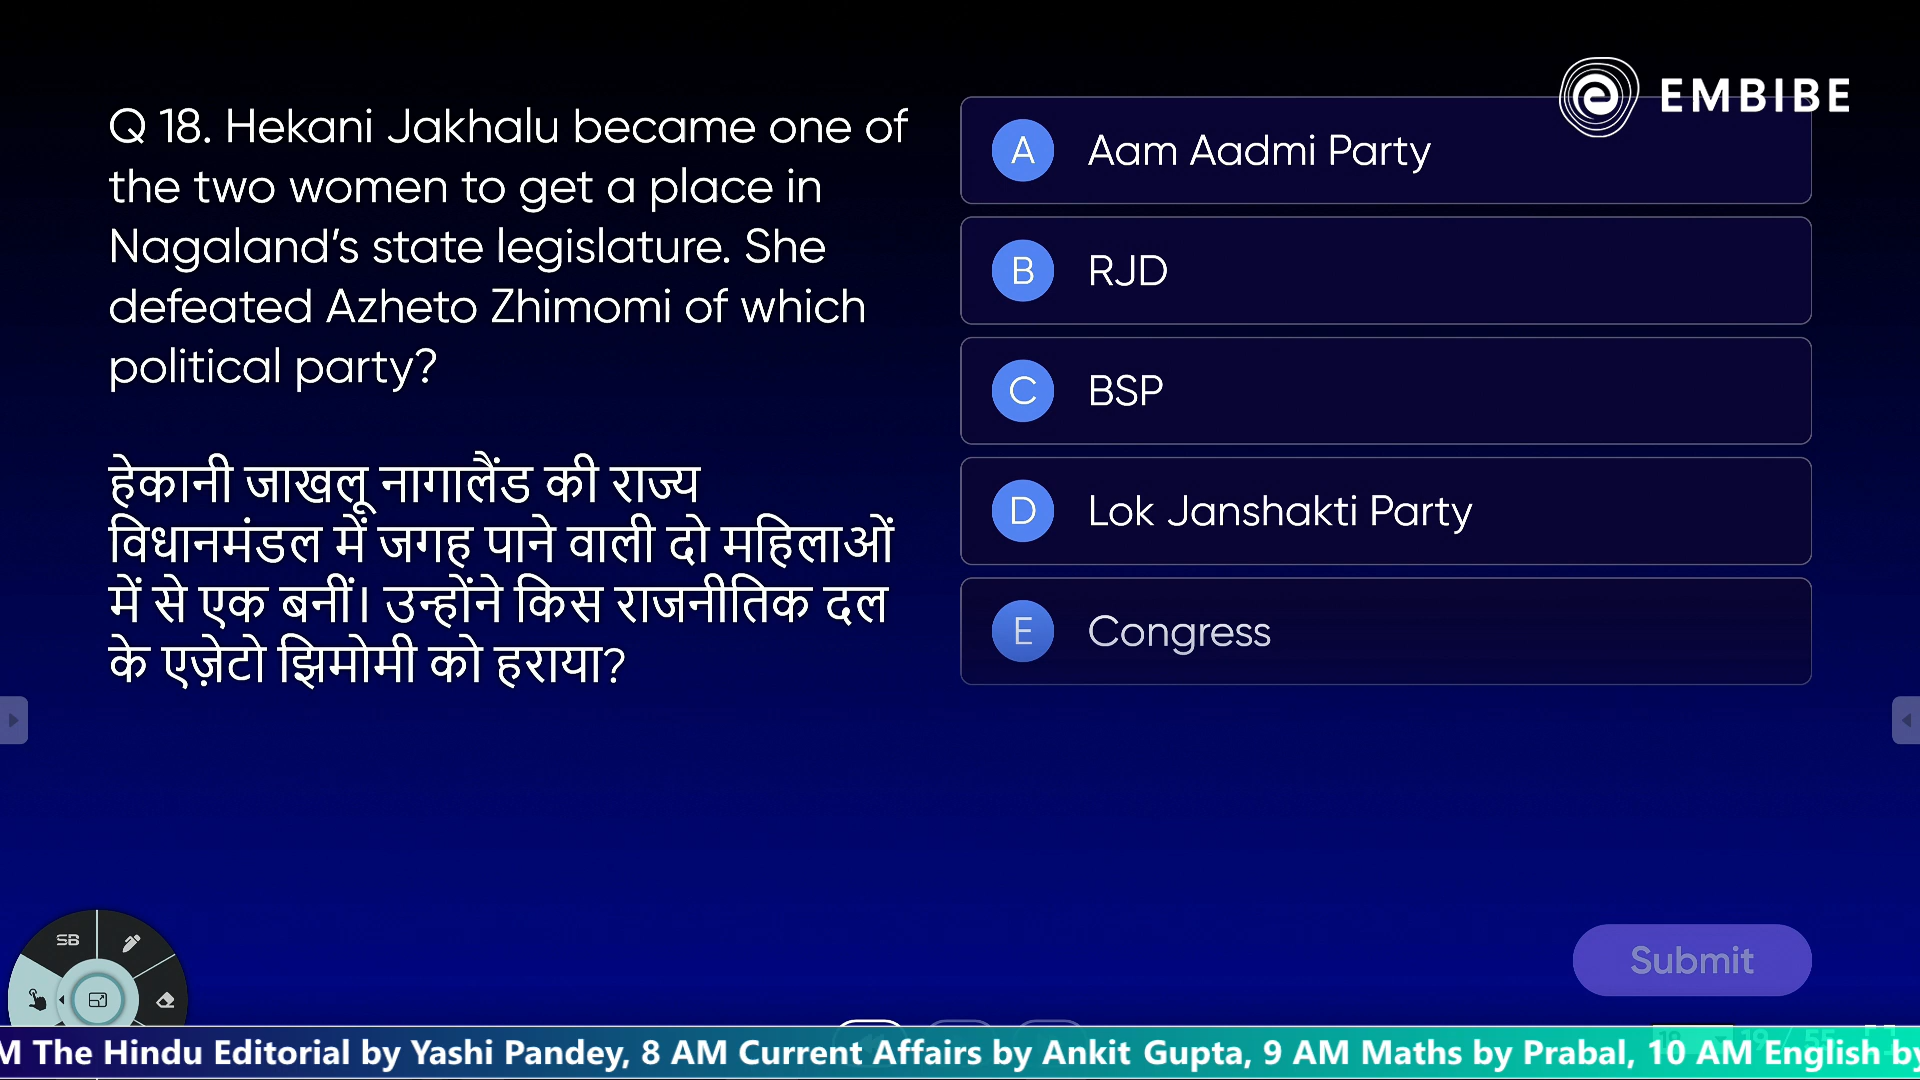 EMBIBE
Q 18. Hekani Jakhalu became one of
the two women to get a place in
Nagaland's state legislature. She
defeated Azheto Zhimomi of which
political party?
हेकानी जाखलू नागालैंड की राज्य
विधानमंडल में जगह पाने वाली दो महिलाओं
में से एक बनीं। उन्होंने किस राजनीतिक दल
के एज़ेटो झिमोमी को हराया?
A Aam Aadmi Party
B RJD
C BSP
D Lok Janshakti Party
E Congress
Submit
SB
M The Hindu Editorial by Yashi Pandey, 8 AM Current Affairs by Ankit Gupta, 9 AM Maths by Prabal, 10 AM English by